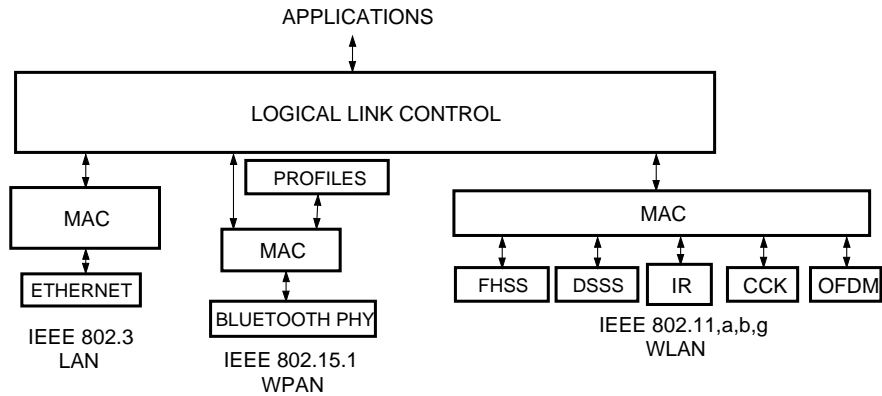 APPLICATIONS
LOGICAL LINK CONTROL
PROFILES
MAC
MAC
MAC
ETHERNET
BLUETOOTH PHY
FHSS
DSSS
IR
CCK
OFDM
IEEE 802.3
LAN
IEEE 802.15.1
WPAN
IEEE 802.11,a,b,g
WLAN